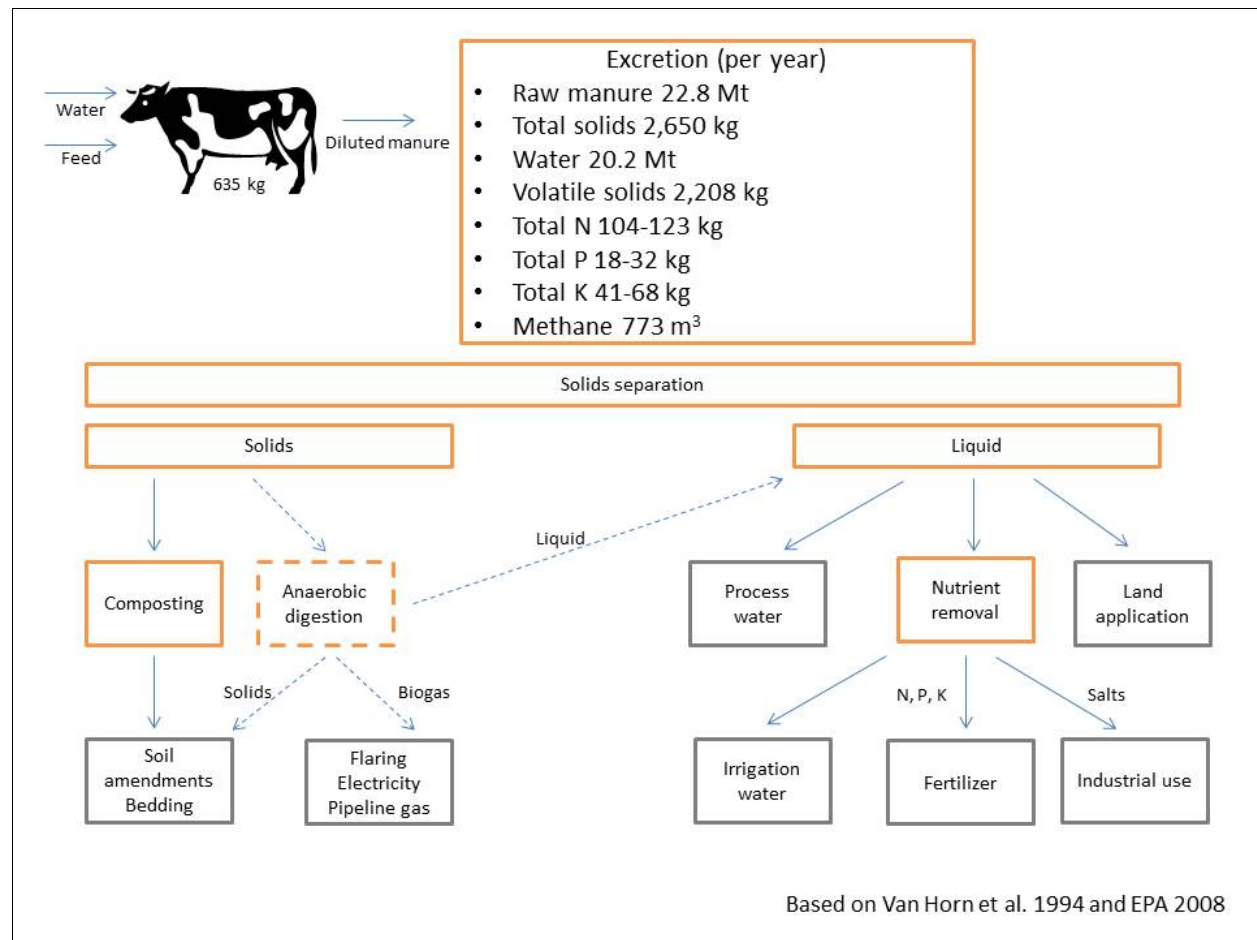 Water
Feed
635 kg
Diluted manure
Excretion (per year)
• Raw manure 22.8 Mt
• Total solids 2,650 kg
• Water 20.2 Mt
• Volatile solids 2,208 kg
• Total N 104-123 kg
• Total P 18-32 kg
• Total K 41-68 kg
• Methane 773 m³
Solids separation
Solids
Liquid
Liquid
Composting
Anaerobic
digestion
Process
water
Nutrient
removal
Land
application
Solids
Biogas
N, P, K
Salts
Soil
amendments
Bedding
Flaring
Electricity
Pipeline gas
Irrigation
water
Fertilizer
Industrial use
Based on Van Horn et al. 1994 and EPA 2008